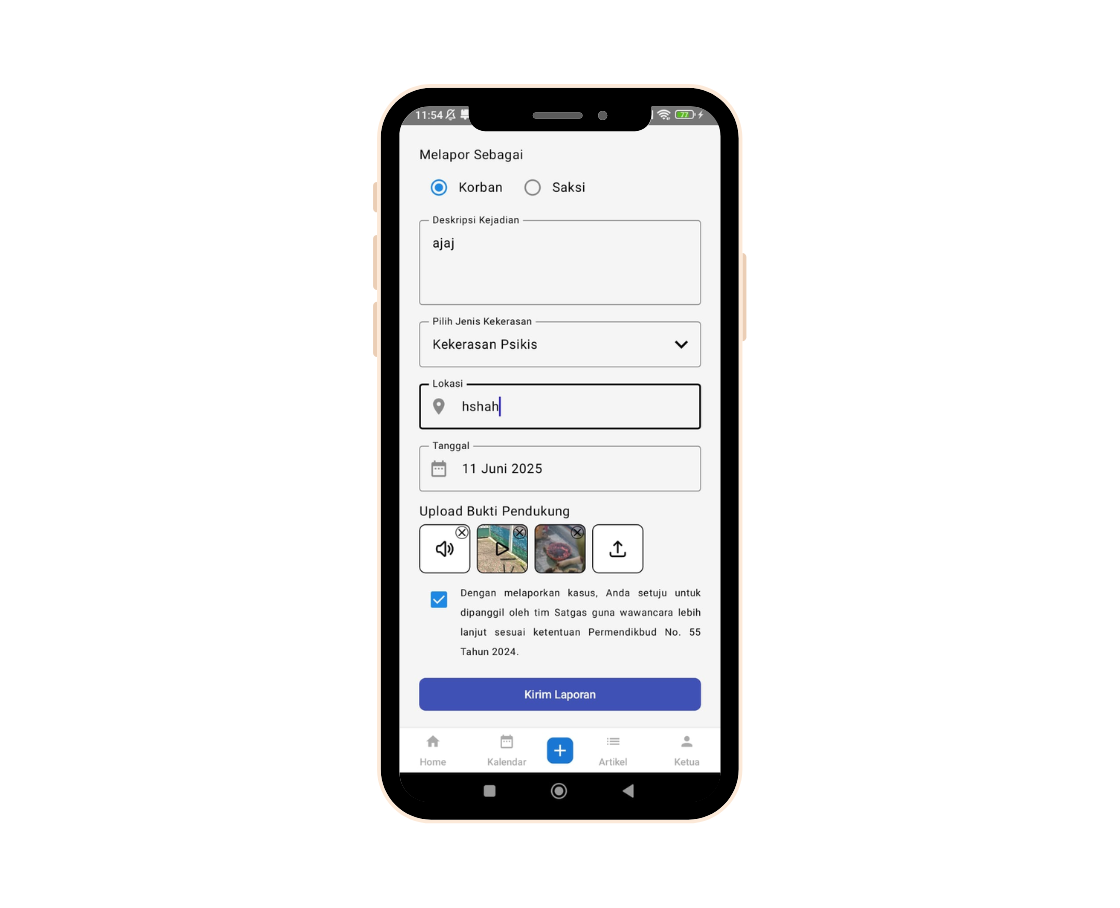 11:54
77
Melapor Sebagai
Korban
Saksi
Deskripsi Kejadian
ajaj
Pilih Jenis Kekerasan
Kekerasan Psikis
Lokasi
hshah
Tanggal
11 Juni 2025
Upload Bukti Pendukung
Dengan melaporkan kasus, Anda setuju untuk
dipanggil oleh tim Satgas guna wawancara lebih
lanjut sesuai ketentuan Permendikbud No. 55
Tahun 2024.
Kirim Laporan
Home
Kalendar
Artikel
Ketua